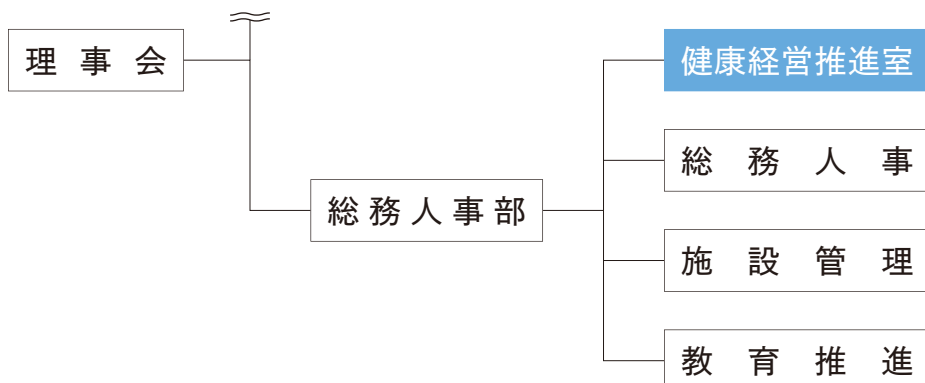 理事会
健康経営推進室
総務人事
総務人事部
施設管理
教育推進